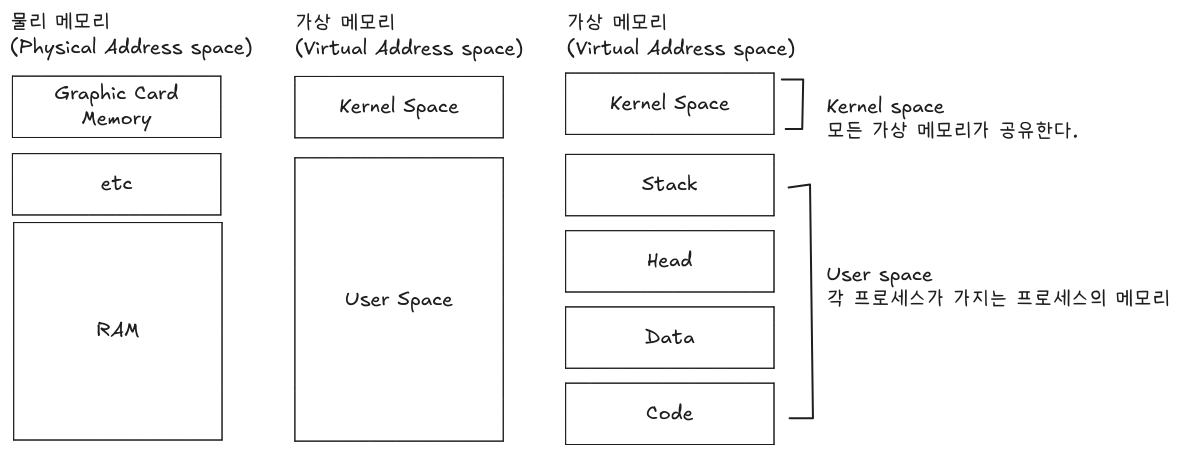 물리 메모리
(Physical Address space)
Graphic Card
Memory
etc
RAM
가상 메모리
(Virtual Address space)
Kernel Space
User Space
가상 메모리
(Virtual Address space)
Kernel Space
Stack
Head
Data
Code
Kernel space
모든 가상 메모리가 공유한다.
User space
각 프로세스가 가지는 프로세스의 메모리